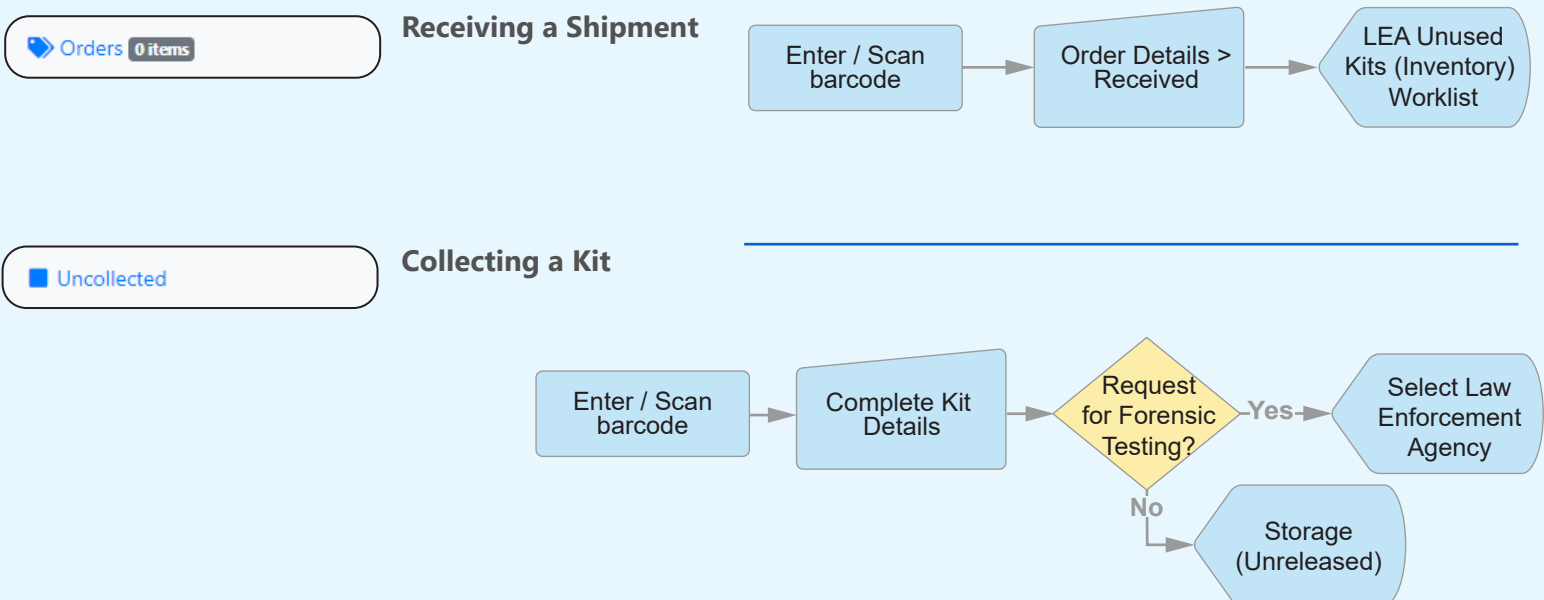 Orders 0 items
Receiving a Shipment
Enter / Scan
barcode
Order Details >
Received
LEA Unused
Kits (Inventory)
Worklist
Uncollected
Collecting a Kit
Enter / Scan
barcode
Complete Kit
Details
Request
for Forensic
Testing?
Yes
Select Law
Enforcement
Agency
No
Storage
(Unreleased)